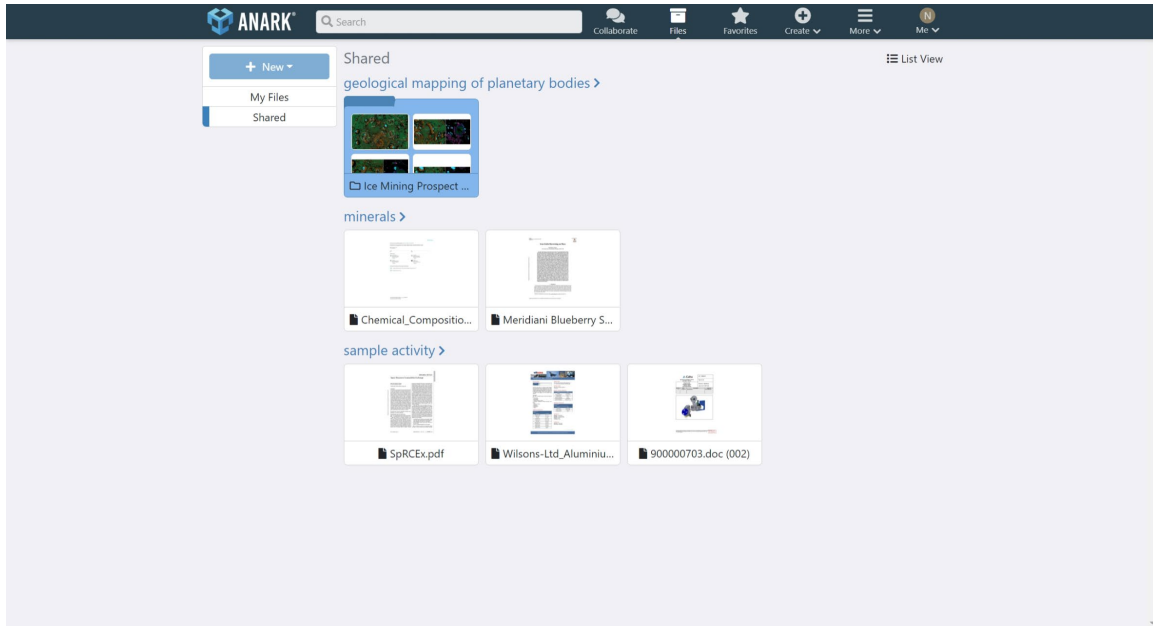 ANARK®
Search
Collaborate
Files
Favorites
Create
More
N
Me
+ New
My Files
Shared
Shared
List View
geological mapping of planetary bodies >
Ice Mining Prospect ...
minerals >
Chemical_Compositio...
Meridiani Blueberry S...
sample activity >
SpRCEx.pdf
Wilsons-Ltd_Aluminiu...
900000703.doc (002)